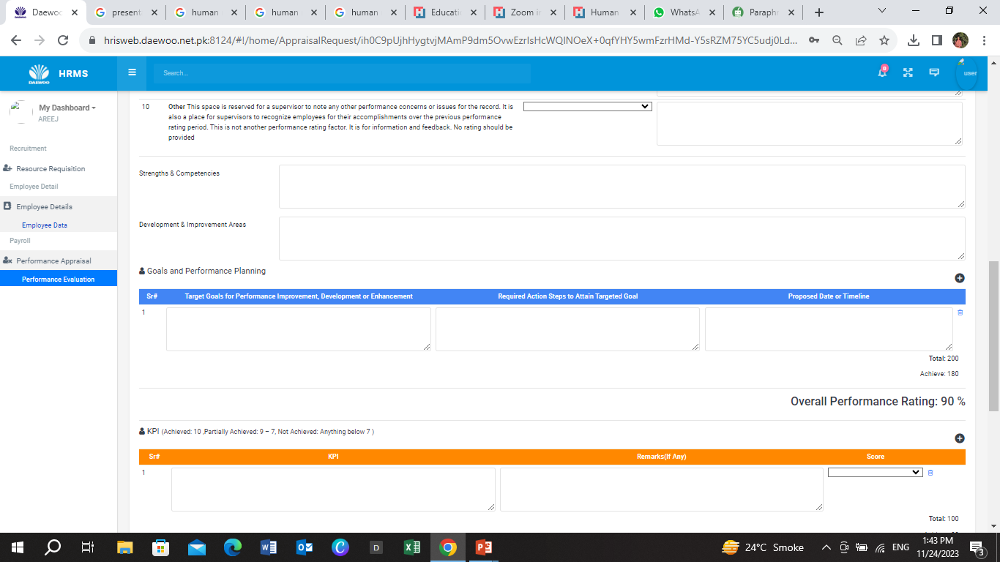 Daewoo
present
human
human
human
Educati
Zoom in
Human
WhatsA
Paraphr
hrisweb.daewoo.net.pk:8124/#!/home/AppraisalRequest/ih0C9pUjhHygtvjMAmP9dm5OvwEzrlsHcWQINOeX+0qfYHY5wmFzrHMd-Y5sRZM75YC5udj0Ld...
DAEWOO
HRMS
Search...
8
user
My Dashboard
AREEJ
Recruitment
Resource Requisition
Employee Detail
Employee Details
Employee Data
Payroll
Performance Appraisal
Performance Evaluation
10 Other This space is reserved for a supervisor to note any other performance concerns or issues for the record. It is
also a place for supervisors to recognize employees for their accomplishments over the previous performance
rating period. This is not another performance rating factor. It is for information and feedback. No rating should be
provided
Strengths & Competencies
Development & Improvement Areas
Goals and Performance Planning
Sr# Target Goals for Performance Improvement, Development or Enhancement Required Action Steps to Attain Targeted Goal Proposed Date or Timeline
1
Total: 200
Achieve: 180
Overall Performance Rating: 90 %
KPI (Achieved: 10 ,Partially Achieved: 9 – 7, Not Achieved: Anything below 7 )
Sr# KPI Remarks(If Any) Score
1
Total: 100
D
24°C Smoke
ENG
1:43 PM
11/24/2023
3